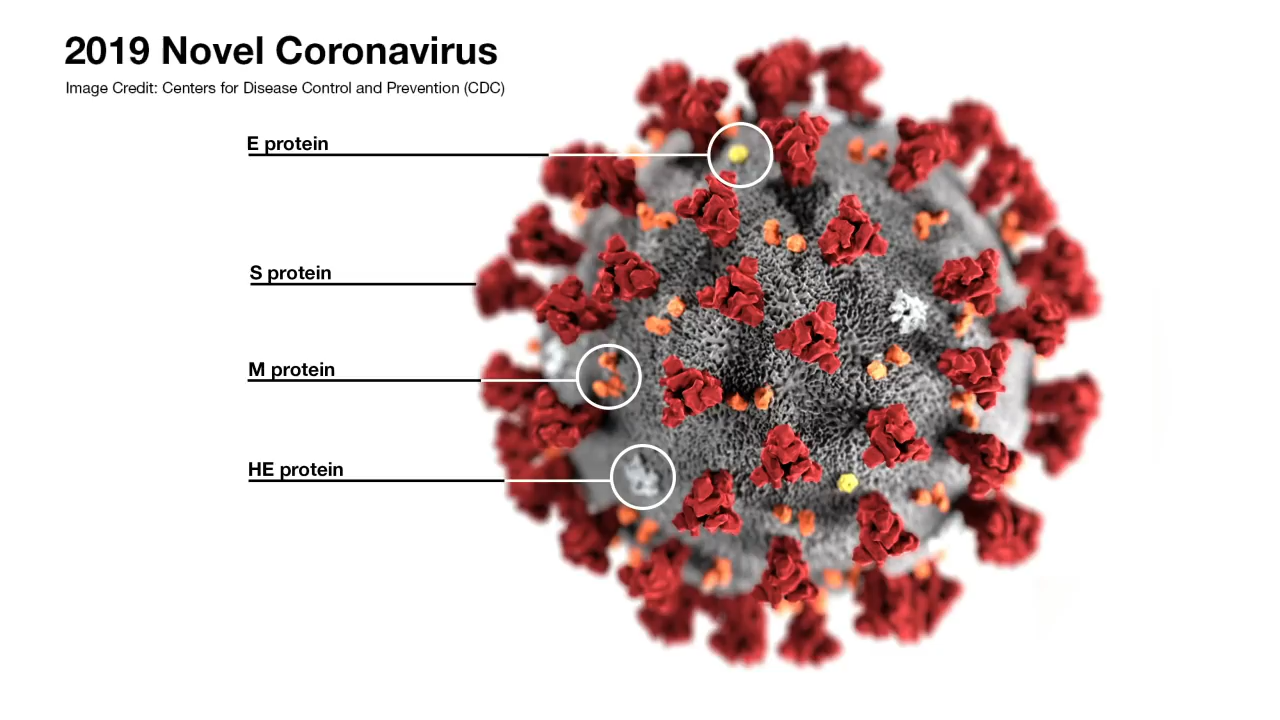 2019 Novel Coronavirus
Image Credit: Centers for Disease Control and Prevention (CDC)
E protein
S protein
M protein
HE protein